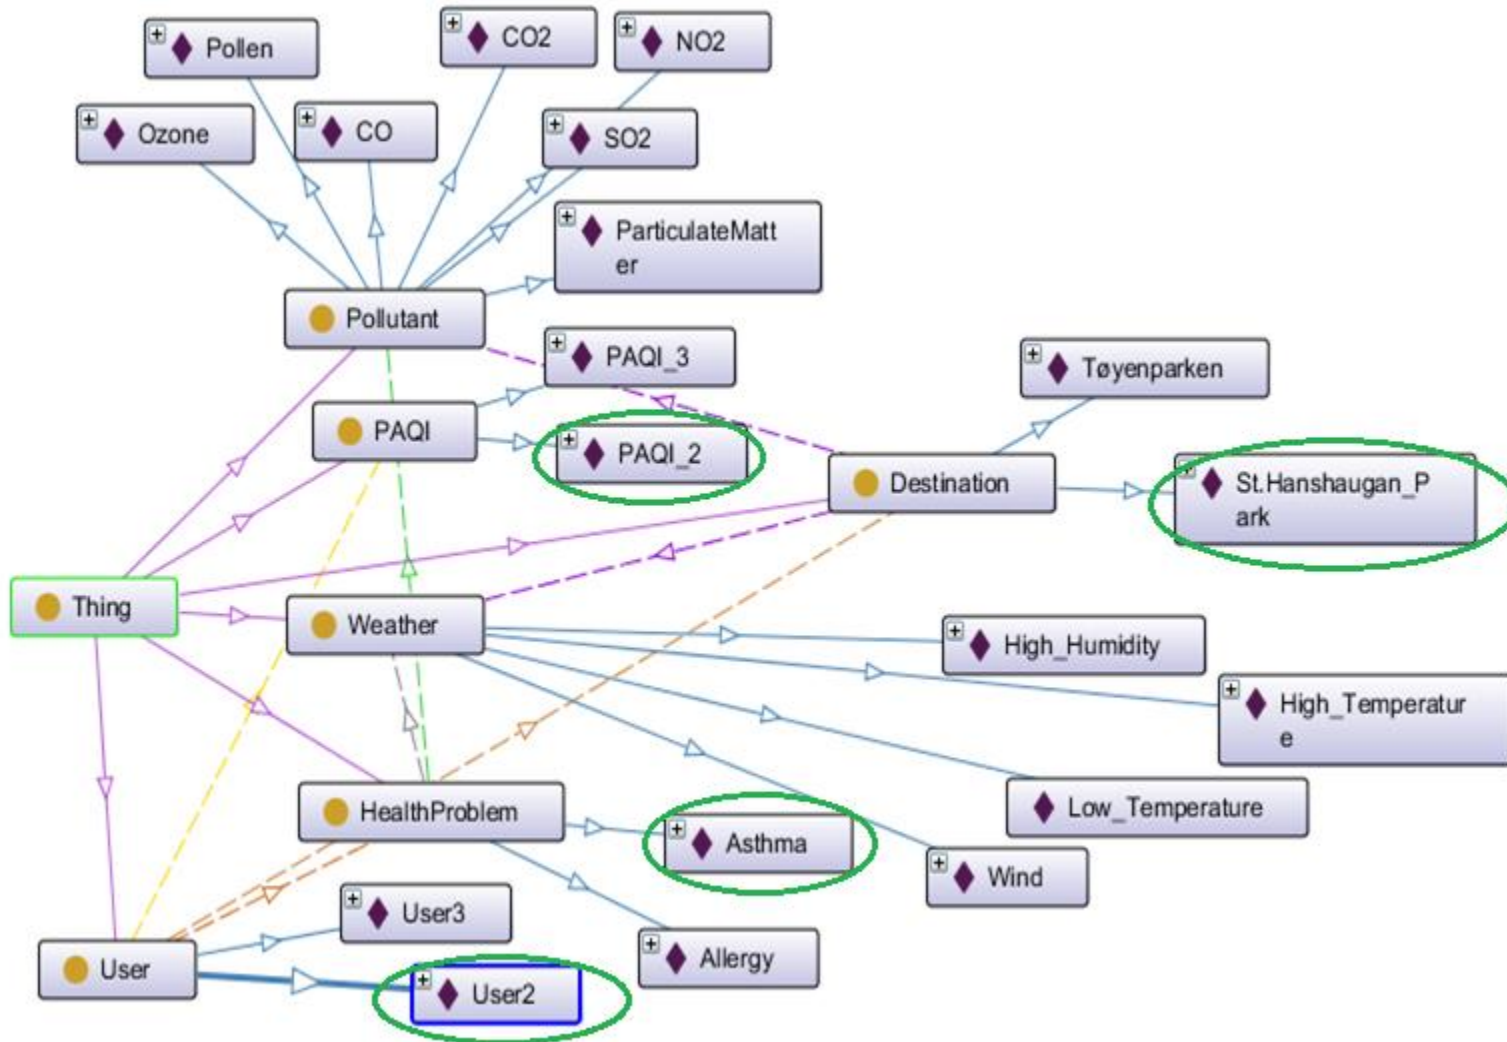 Pollen
CO2
NO2
Ozone
CO
SO2
ParticulateMatt
er
Pollutant
PAQI_3
Tøyenparken
PAQI
PAQI_2
Destination
St.Hanshaugan_P
ark
Thing
Weather
High_Humidity
High_Temperatur
e
HealthProblem
Low_Temperature
Asthma
Wind
User3
Allergy
User
User2